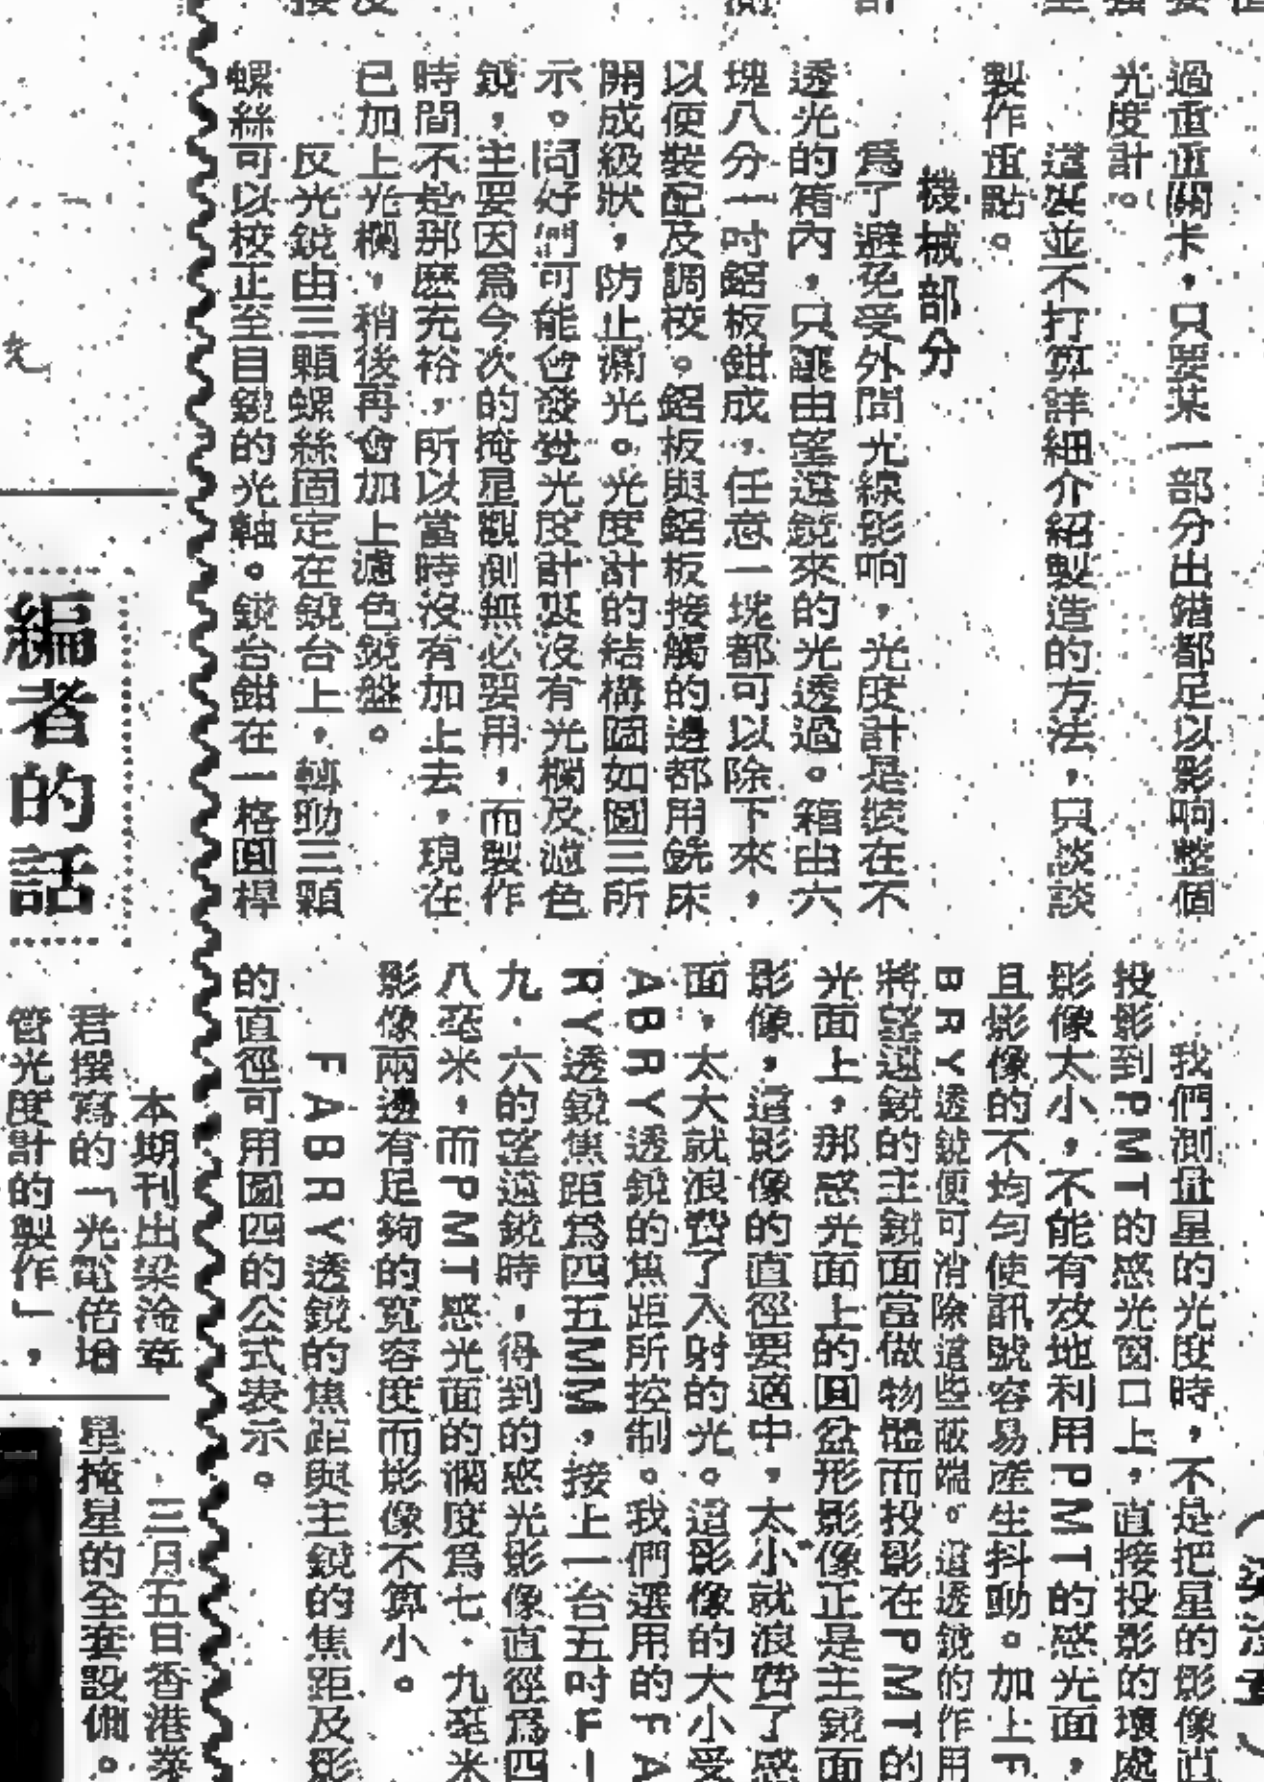 過重重關卡，只要某一部分出錯都足以影响整個
光度計。
這裏並不打算詳細介紹製造的方法，只談談
製作重點。
機械部分
爲了避免受外間光線影响，光度計是裝在不
透光的箱內，只讓由望遠鏡來的光透過。箱由六
塊八分一吋鋁板鉗成，任意一塊都可以除下來，
以便裝配及調校。鋁板與鋁板接觸的邊都用銑床
開成級狀，防止漏光。光度計的結構圖如圖三所
示。同好們可能會發覺光度計並沒有光欄及濾色
鏡，主要因爲今次的掩星觀測無必要用，而製作
時間不是那麽充裕，所以當時沒有加上去，現在
已加上光欄，稍後再會加上濾色鏡盤。
反光鏡由三顆螺絲固定在鏡台上，轉動三顆
螺絲可以校正至目鏡的光軸。鏡台鉗在一格圓桿
我們測量星的光度時，不是把星的影像直
投影到PMT的感光窗口上，直接投影的壞處
影像太小，不能有效地利用PMT的感光面，
且影像的不均勻使訊號容易產生抖動。加上F
BRY透鏡便可消除這些蔽端。這透鏡的作用
將望遠鏡的主鏡面當做物體而投影在PMT的
光面上，那感光面上的圓盆形影像正是主鏡面
影像，這影像的直徑要適中，太小就浪費了感
面，太大就浪費了入射的光。這影像的大小受
ABRY透鏡的焦距所控制。我們選用的FA
RY透鏡焦距爲四五MM，接上一台五吋F—
九．六的望遠鏡時，得到的感光影像直徑爲四
八毫米，而PMT感光面的濶度爲七．九毫米
影像兩邊有足夠的寬容度而影像不算小。
FABRY透鏡的焦距與主鏡的焦距及影
的直徑可用圖四的公式表示。
編者的話
本期刊出梁淦章
君撰寫的「光電倍增
管光度計的製作」，
三月五日香港業
星掩星的全套設備。